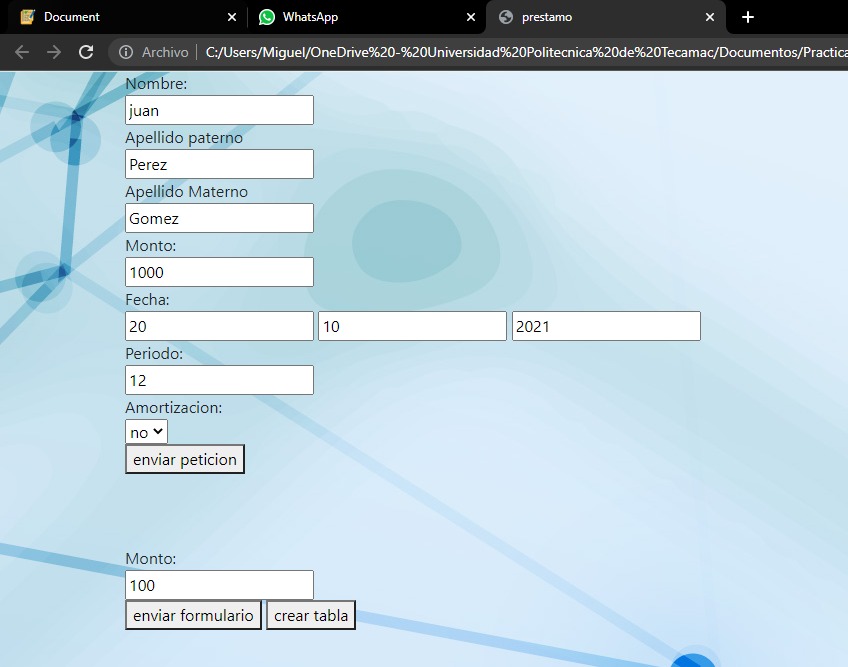 Document
WhatsApp
prestamo
Archivo
C:/Users/Miguel/OneDrive%20-%20Universidad%20Politecnica%20de%20Tecamac/Documentos/Practica
Nombre:
juan
Apellido paterno
Perez
Apellido Materno
Gomez
Monto:
1000
Fecha:
20 10 2021
Periodo:
12
Amortizacion:
no
enviar peticion
Monto:
100
enviar formulario crear tabla